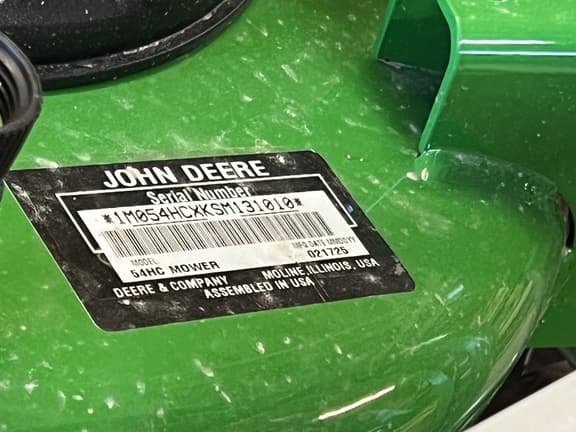 JOHN DEERE
Serial Number
*1M054HCXKSM131010*
MODEL MFG DATE MMDDYY
54HC MOWER 021725
DEERE & COMPANY MOLINE, ILLINOIS, USA
ASSEMBLED IN USA